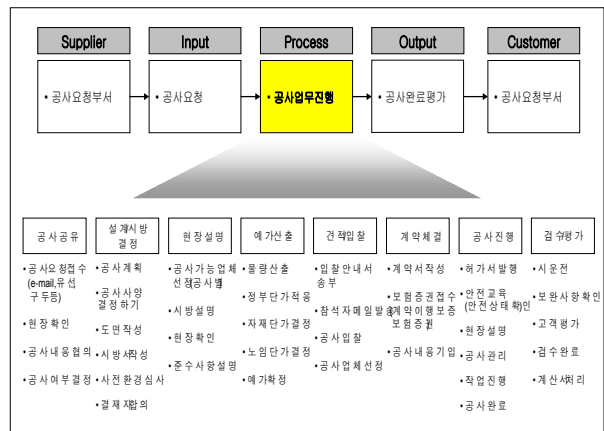 Supplier
Input
Process
Output
Customer
• 공사요청부서
• 공사요청
• 공사업무진행
• 공사완료평가
• 공사요청부서
공사공유
• 공사요청접수
(e-mail,유선
구두등)
• 현장확인
• 공사내용협의
• 공사여부결정
설계시방
결정
• 공사계획
• 공사사양
결정하기
• 도면작성
• 시방서작성
• 사전환경심사
• 결재및합의
현장설명
• 공사가능업체
선정(공사별)
• 시방설명
• 현장확인
• 준수사항설명
예가산출
• 물량산출
• 정부단가적용
• 자재단가결정
• 노임단가결정
• 예가확정
견적입찰
• 입찰안내서
송부
• 참석자메일발송
• 공사입찰
• 공사업체선정
계약체결
• 계약서작성
• 보험증권접수
계약이행보증
보험증권
• 공사내용기입
공사진행
• 허가서발행
• 안전교육
(안전상태확인)
• 현장설명
• 공사관리
• 작업진행
• 공사완료
검수평가
• 시운전
• 보완사항확인
• 고객평가
• 검수완료
• 계산서처리